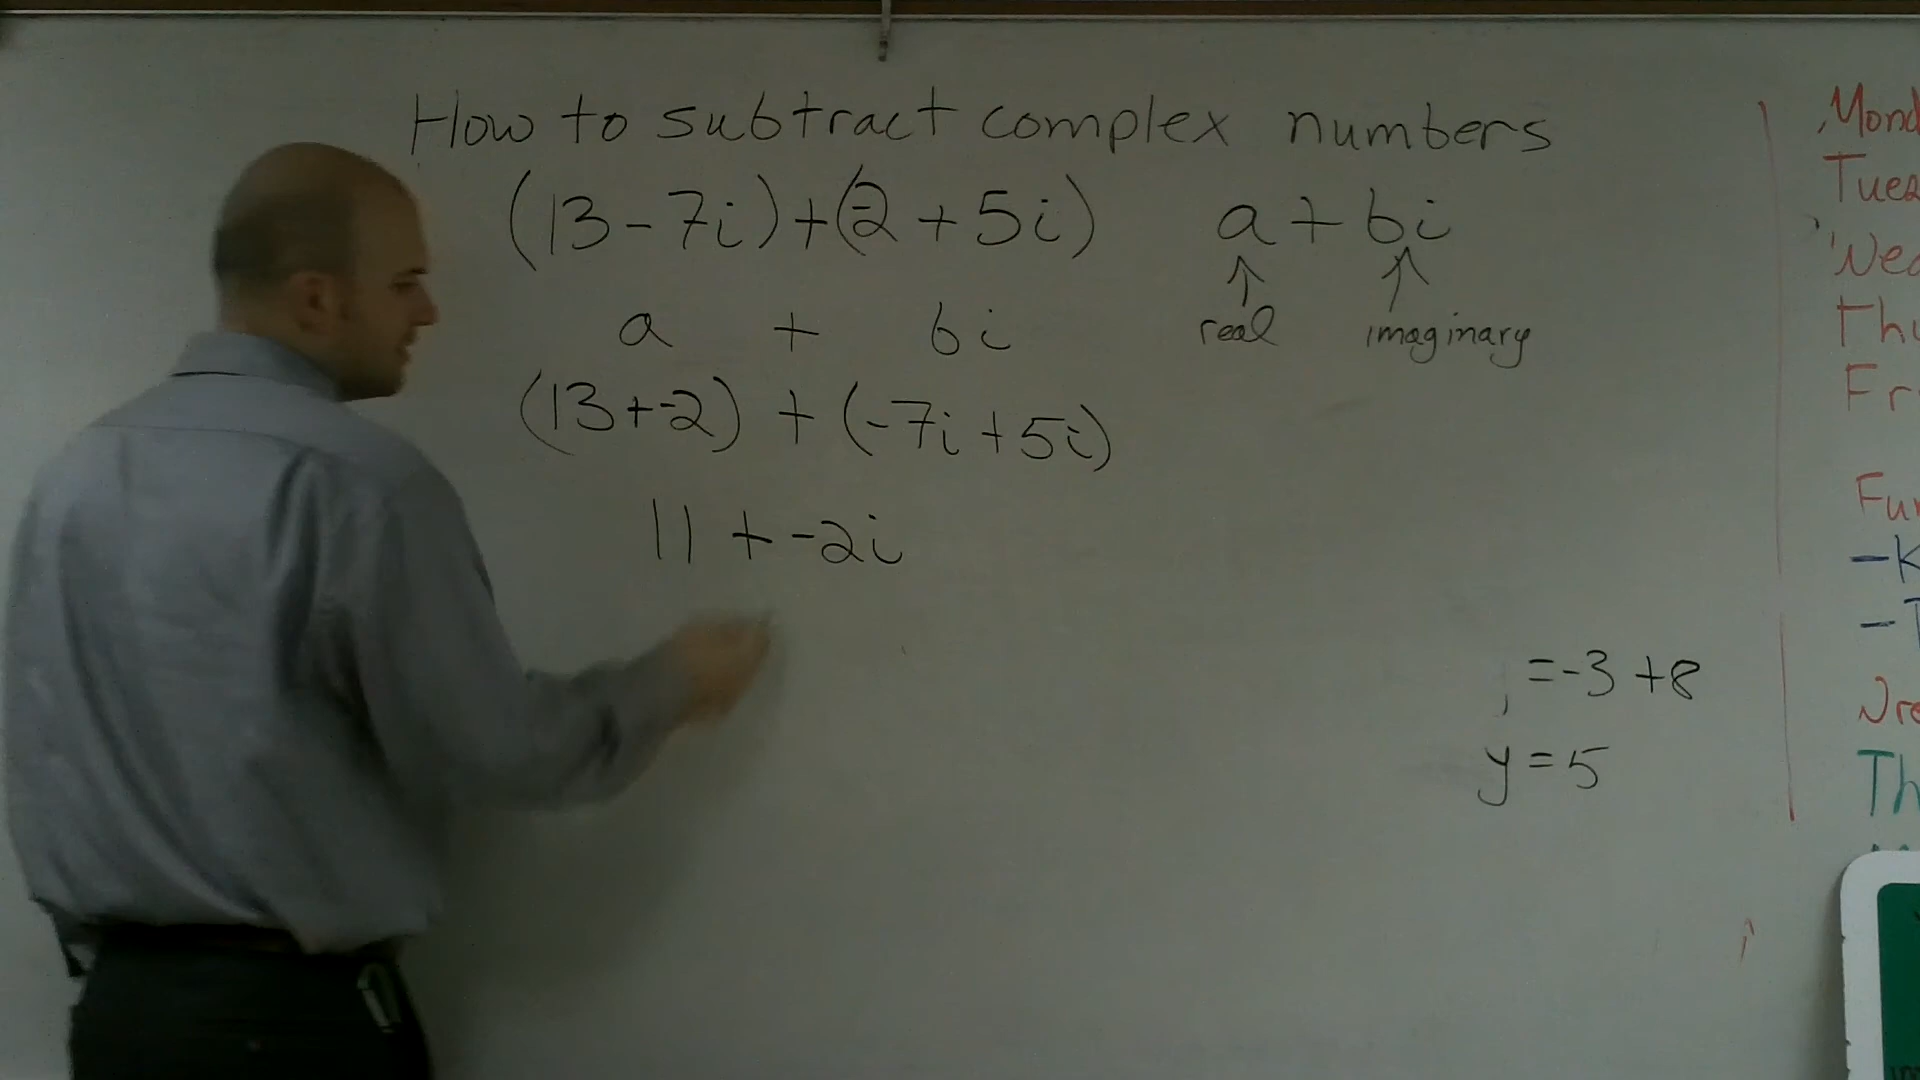 How to subtract complex numbers
(13-7i)+(-2+5i)
a+bi
real imaginary
a + bi
(13+-2) + (-7i+5i)
11 + -2i
=-3+8
y=5